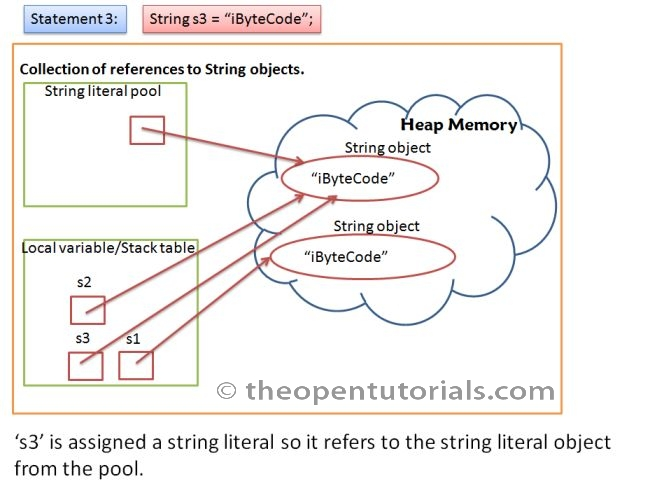 Statement 3: String s3 = “iByteCode”;
Collection of references to String objects.
String literal pool
Heap Memory
String object
“iByteCode”
String object
“iByteCode”
Local variable/Stack table
s2
s3 s1
© theopentutorials.com
‘s3’ is assigned a string literal so it refers to the string literal object
from the pool.